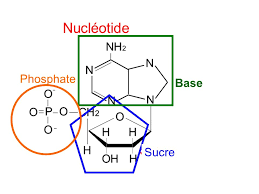 Nucléotide
NH₂
N N
Phosphate
Base
N N
O⁻
O=P–O–CH2
O
O⁻
H H
OH H
Sucre